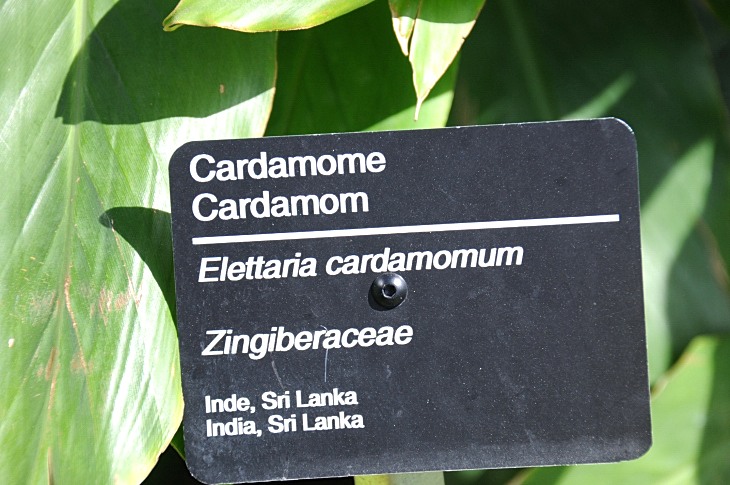 Cardamome
Cardamom
Elettaria cardamomum
Zingiberaceae
Inde, Sri Lanka
India, Sri Lanka